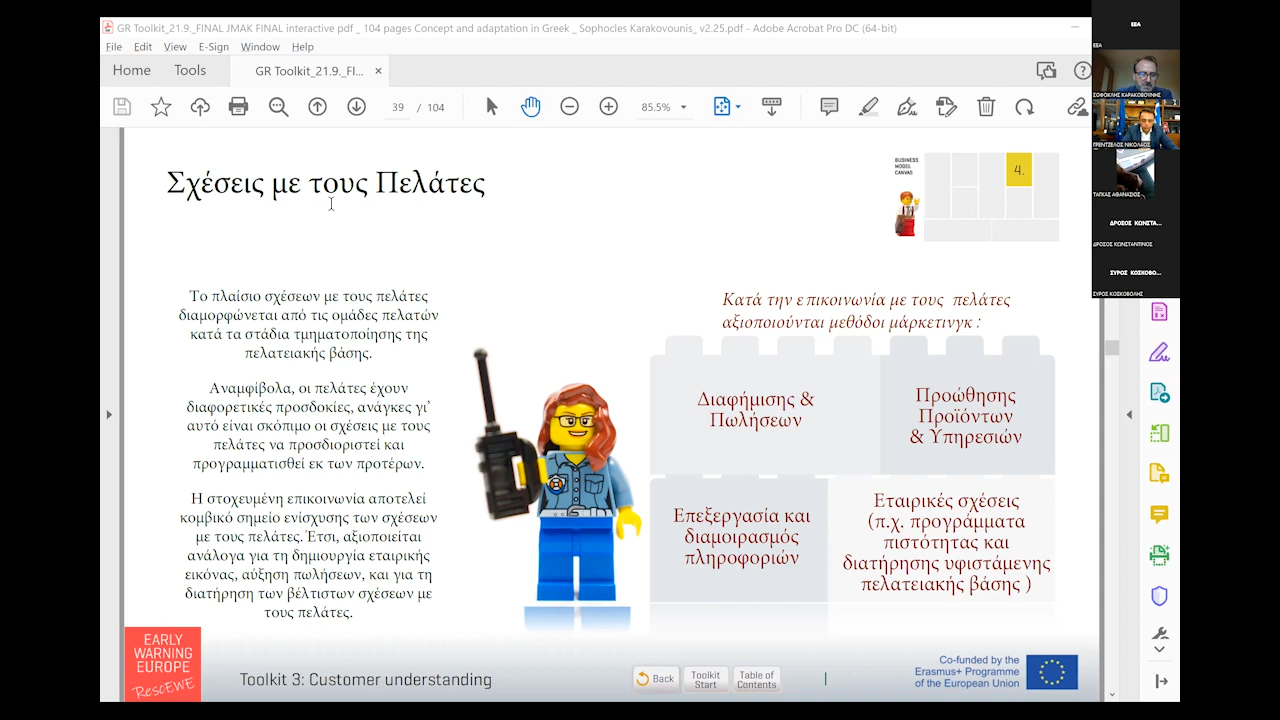 GR Toolkit_21.9._FINAL JMAK FINAL interactive pdf _ 104 pages Concept and adaptation in Greek _ Sophocles Karakovounis_ v2.25.pdf - Adobe Acrobat Pro DC (64-bit)
File Edit View E-Sign Window Help
Home Tools GR Toolkit_21.9._Fl... ×
39 / 104 85.5%
Σχέσεις με τους Πελάτες
BUSINESS
MODEL
CANVAS
4.
Το πλαίσιο σχέσεων με τους πελάτες
διαμορφώνεται από τις ομάδες πελατών
κατά τα στάδια τμηματοποίησης της
πελατειακής βάσης.
Αναμφίβολα, οι πελάτες έχουν
διαφορετικές προσδοκίες, ανάγκες γι’
αυτό είναι σκόπιμο οι σχέσεις με τους
πελάτες να προσδιοριστεί και
προγραμματισθεί εκ των προτέρων.
Η στοχευμένη επικοινωνία αποτελεί
κομβικό σημείο ενίσχυσης των σχέσεων
με τους πελάτες. Έτσι, αξιοποιείται
ανάλογα για τη δημιουργία εταιρικής
εικόνας, αύξηση πωλήσεων, και για τη
διατήρηση των βέλτιστων σχέσεων με
τους πελάτες.
Κατά την ε πικοινωνία με τους πελάτες
αξιοποιούνται μεθόδοι μάρκετινγκ :
Διαφήμισης &
Πωλήσεων
Προώθησης
Προϊόντων
& Υπηρεσιών
Επεξεργασία και
διαμοιρασμός
πληροφοριών
Εταιρικές σχέσεις
(π.χ. προγράμματα
πιστότητας και
διατήρησης υφιστάμενης
πελατειακής βάσης )
EARLY
WARNING
EUROPE
RescEWE
Toolkit 3: Customer understanding
Back
Toolkit
Start
Table of
Contents
Co-funded by the
Erasmus+ Programme
of the European Union
EEA
EEA
ΣΟΦΟΚΛΗΣ ΚΑΡΑΚΟΒΟΥΝΗΣ
ΓΡΕΝΤΖΕΛΟΣ ΝΙΚΟΛΑΟΣ
ΤΑΓΚΑΣ ΑΘΑΝΑΣΙΟΣ
ΔΡΟΣΟΣ ΚΩΝΣΤΑ...
ΔΡΟΣΟΣ ΚΩΝΣΤΑΝΤΙΝΟΣ
ΣΥΡΟΣ ΚΟΣΚΟΒΟ...
ΣΥΡΟΣ ΚΟΣΚΟΒΟΛΗΣ